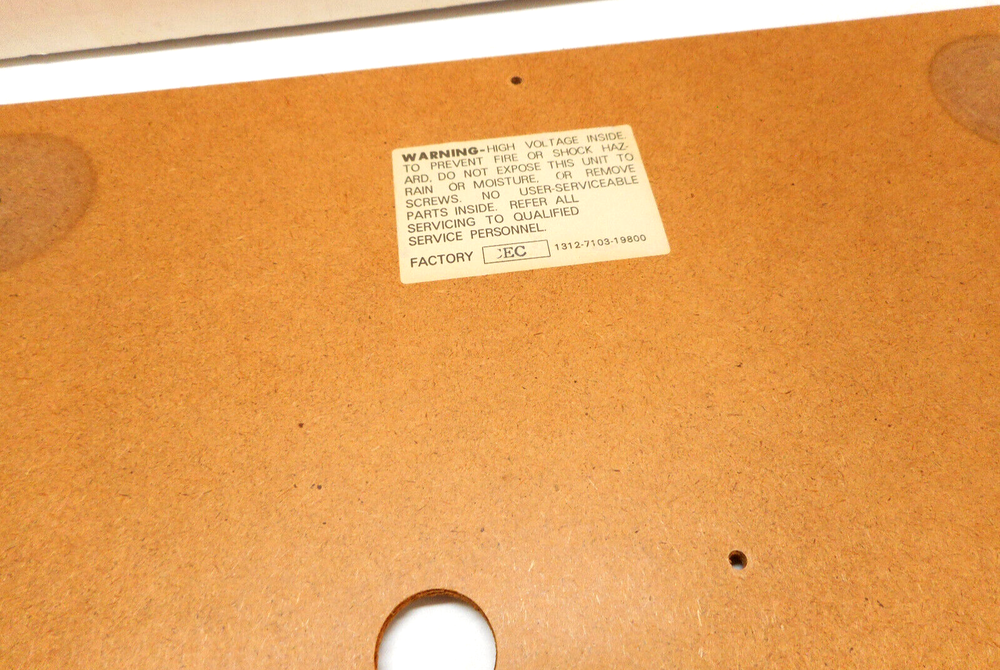 WARNING-HIGH VOLTAGE INSIDE.
TO PREVENT FIRE OR SHOCK HAZ-
ARD, DO NOT EXPOSE THIS UNIT TO
RAIN OR MOISTURE, OR REMOVE
SCREWS. NO USER-SERVICEABLE
PARTS INSIDE. REFER ALL
SERVICING TO QUALIFIED
SERVICE PERSONNEL.
FACTORY 1312-7103-19800